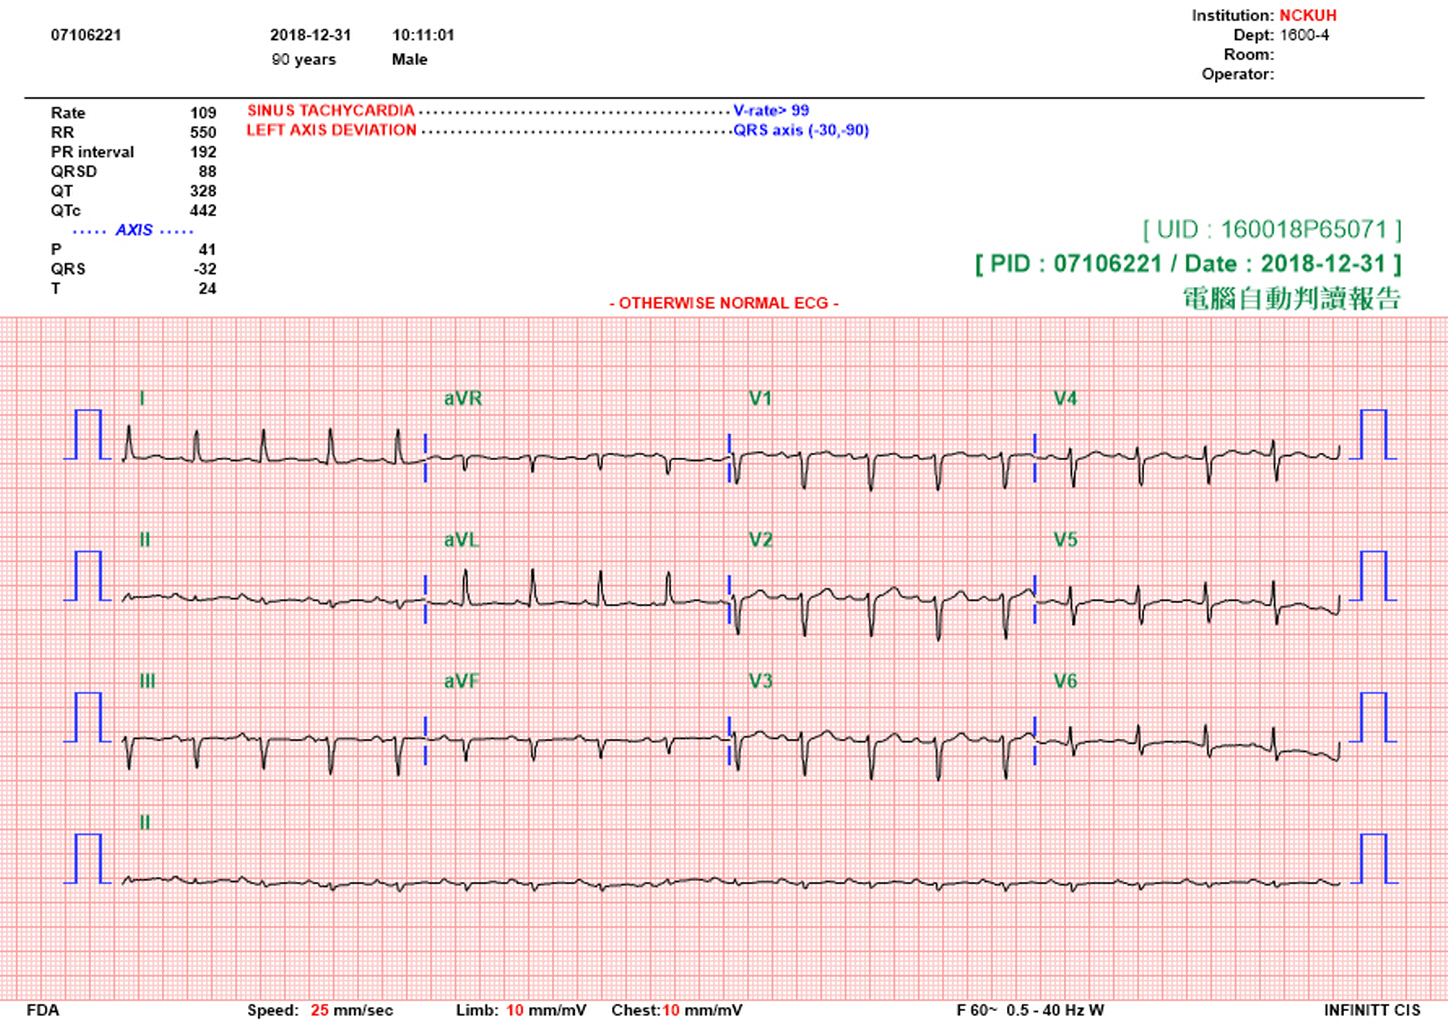 Institution: NCKUH
07106221 2018-12-31 10:11:01 Dept: 1600-4
90 years Male Room:
Operator:
Rate 109 SINUS TACHYCARDIA V-rate> 99
RR 550 LEFT AXIS DEVIATION QRS axis (-30,-90)
PR interval 192
QRSD 88
QT 328
QTc 442
..... AXIS .....
P 41
QRS -32
T 24
[ UID : 160018P65071 ]
[ PID : 07106221 / Date : 2018-12-31 ]
電腦自動判讀報告
- OTHERWISE NORMAL ECG -
I aVR V1 V4
II aVL V2 V5
III aVF V3 V6
II
FDA Speed: 25 mm/sec Limb: 10 mm/mV Chest:10 mm/mV F 60~ 0.5 - 40 Hz W INFINITT CIS